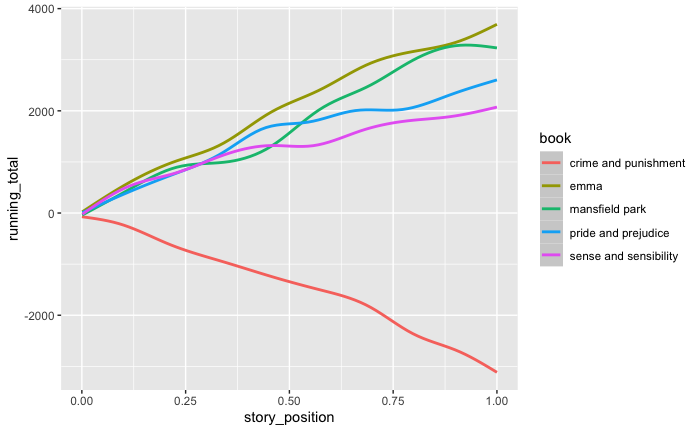 4000
2000
0
-2000
running_total
0.00 0.25 0.50 0.75 1.00
story_position
book
crime and punishment
emma
mansfield park
pride and prejudice
sense and sensibility